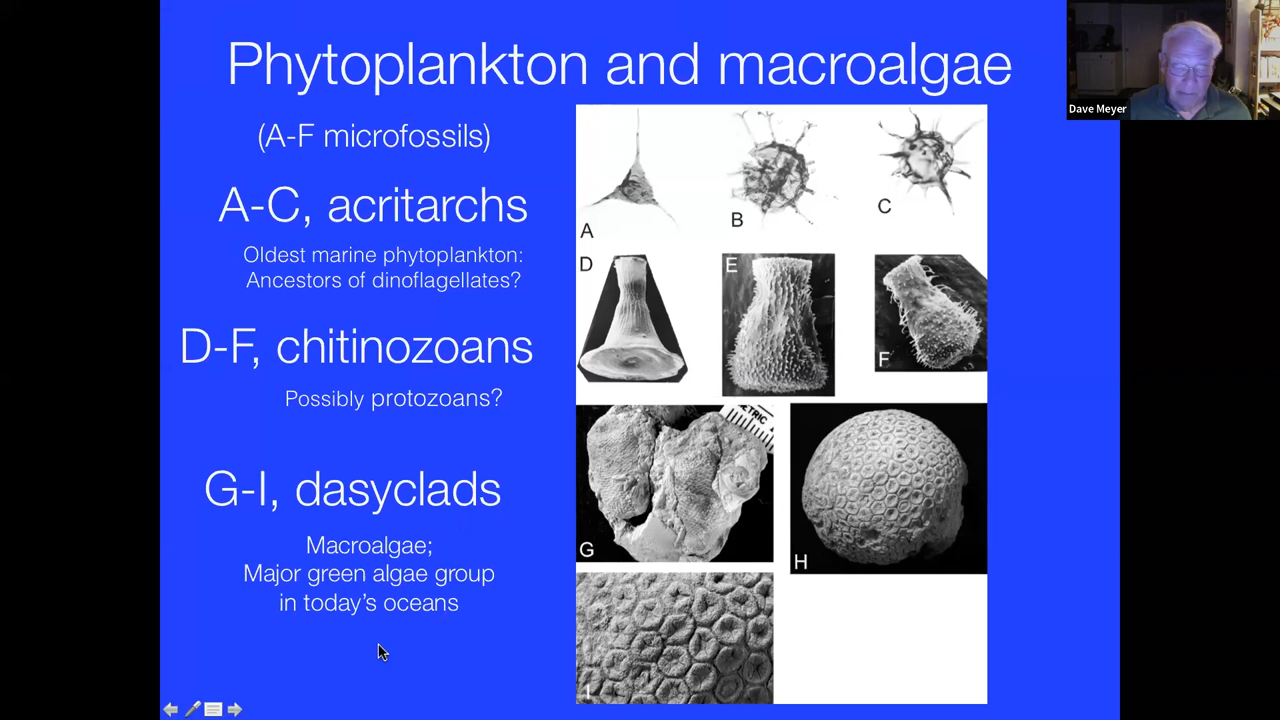 Phytoplankton and macroalgae
Dave Meyer
(A-F microfossils)
A-C, acritarchs
Oldest marine phytoplankton:
Ancestors of dinoflagellates?
D-F, chitinozoans
Possibly protozoans?
G-I, dasyclads
Macroalgae;
Major green algae group
in today's oceans
A
B
C
D
E
F
ETRIC
G
H
I